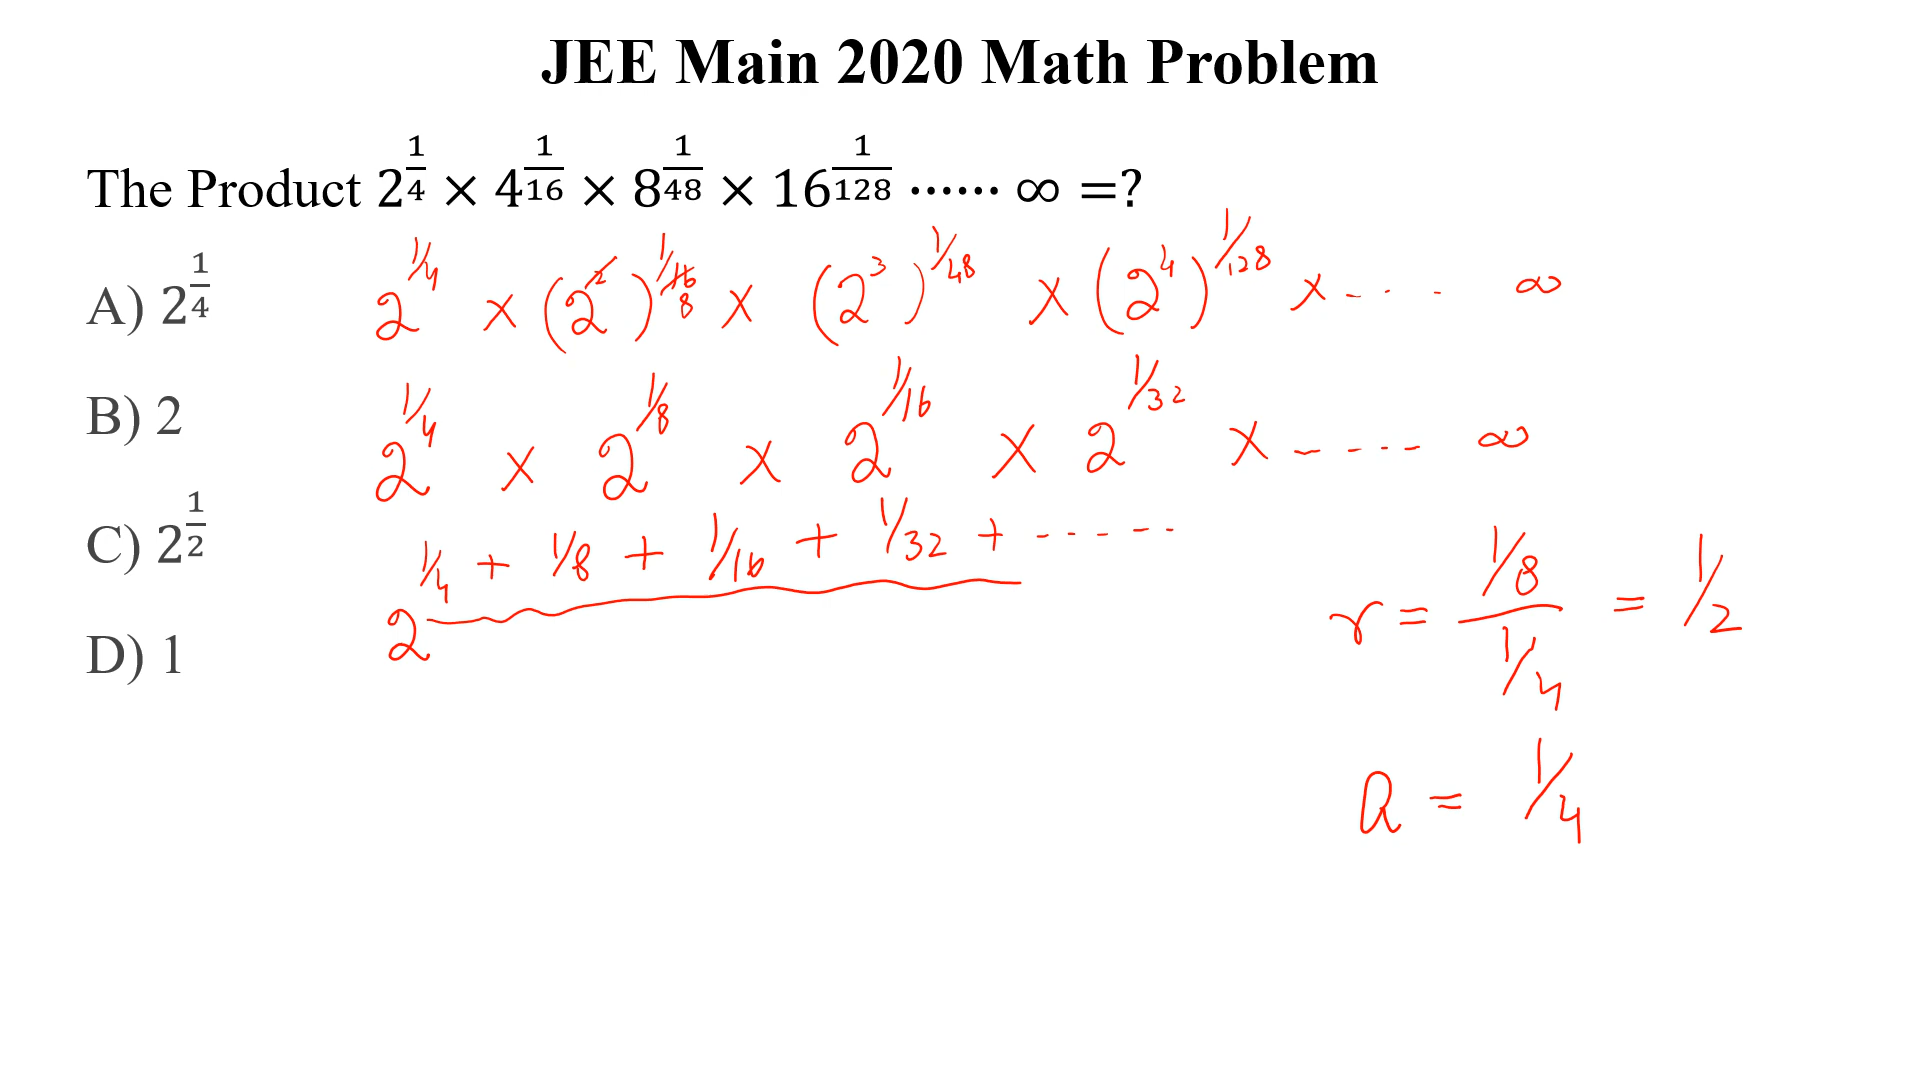 JEE Main 2020 Math Problem
The Product 2^{1/4} × 4^{1/16} × 8^{1/48} × 16^{1/128} ······ ∞ =?
A) 2^{1/4}
2^{1/4} × (2^2)^{1/16 8} × (2^3)^{1/48} × (2^4)^{1/128} × - · · · ∞
B) 2
2^{1/4} × 2^{1/8} × 2^{1/16} × 2^{1/32} × - - - - - ∞
C) 2^{1/2}
2^{1/4 + 1/8 + 1/16 + 1/32 + - - - - -}
r = (1/8)/(1/4) = 1/2
D) 1
a = 1/4